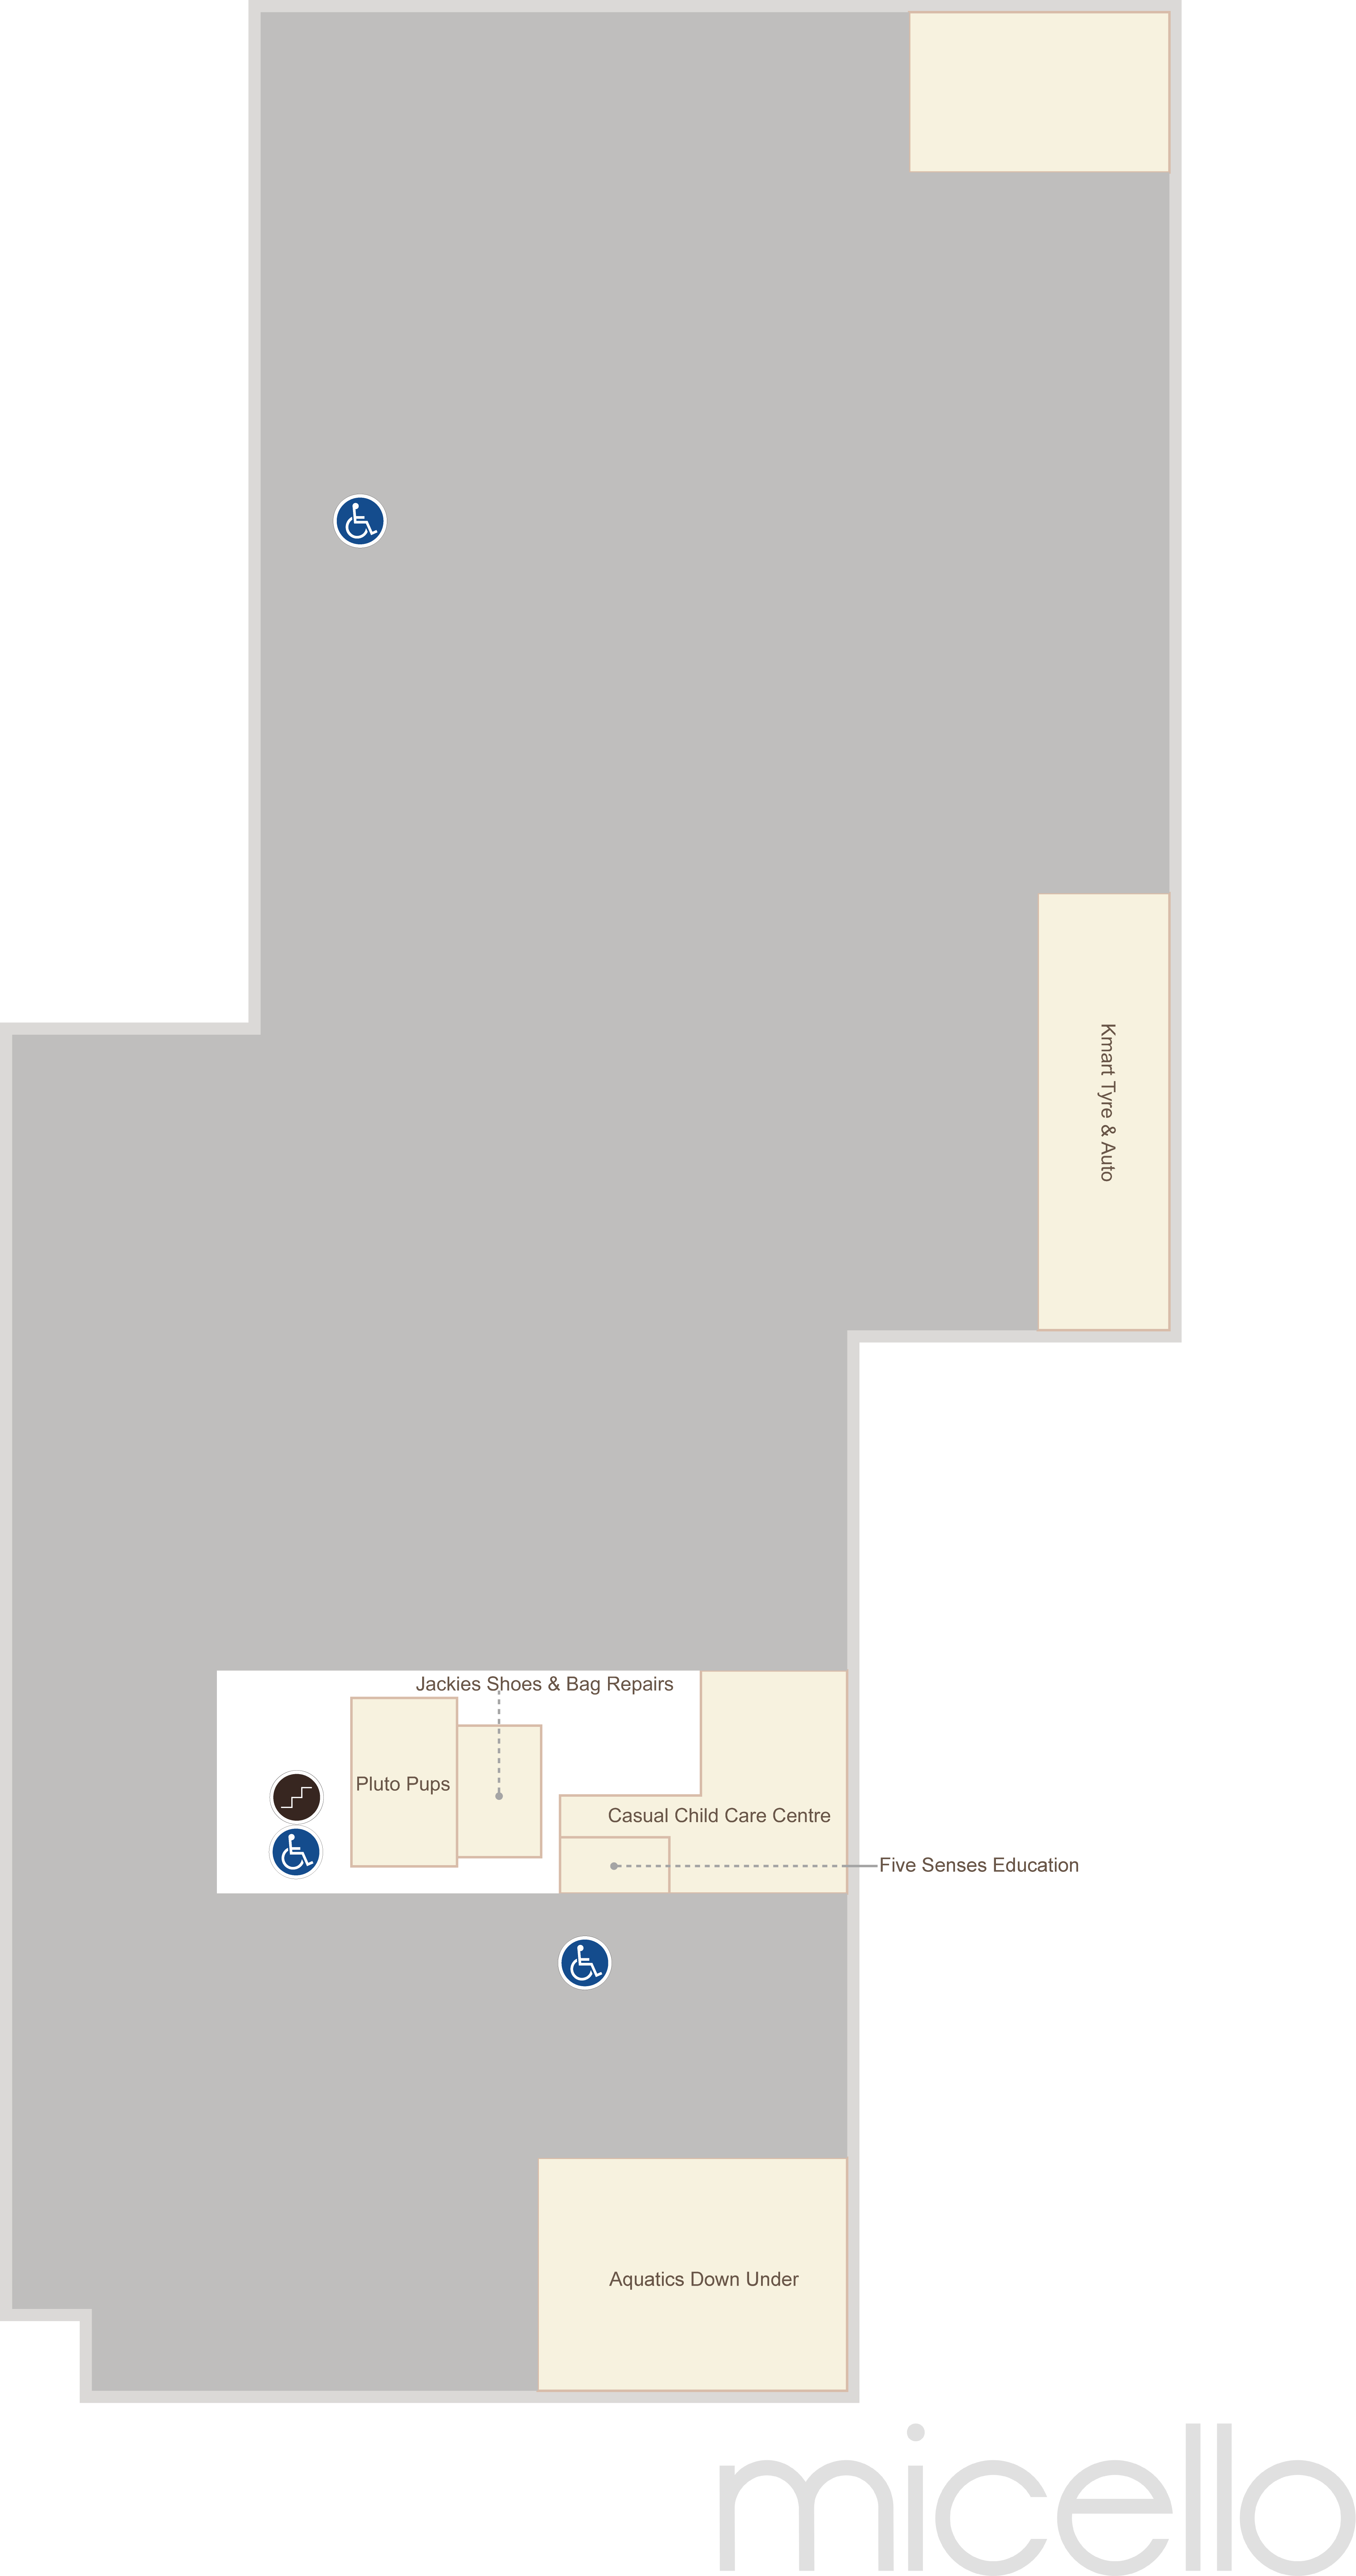 Kmart Tyre & Auto
Jackies Shoes & Bag Repairs
Pluto Pups
Casual Child Care Centre
Five Senses Education
Aquatics Down Under
micello